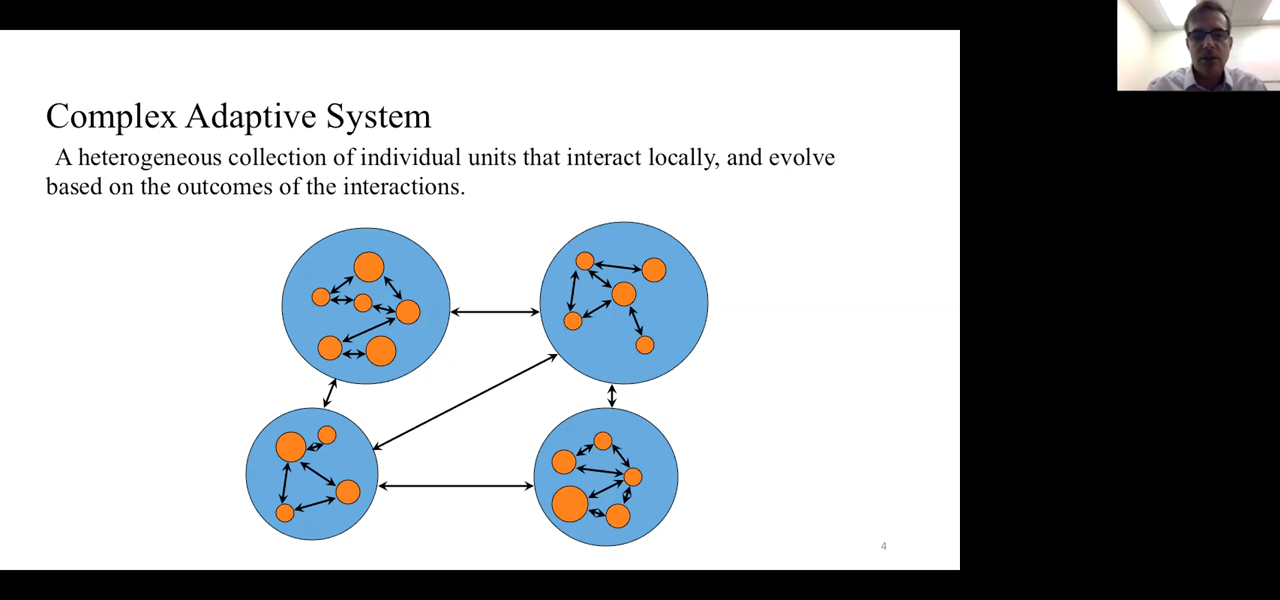 Complex Adaptive System
A heterogeneous collection of individual units that interact locally, and evolve
based on the outcomes of the interactions.
4